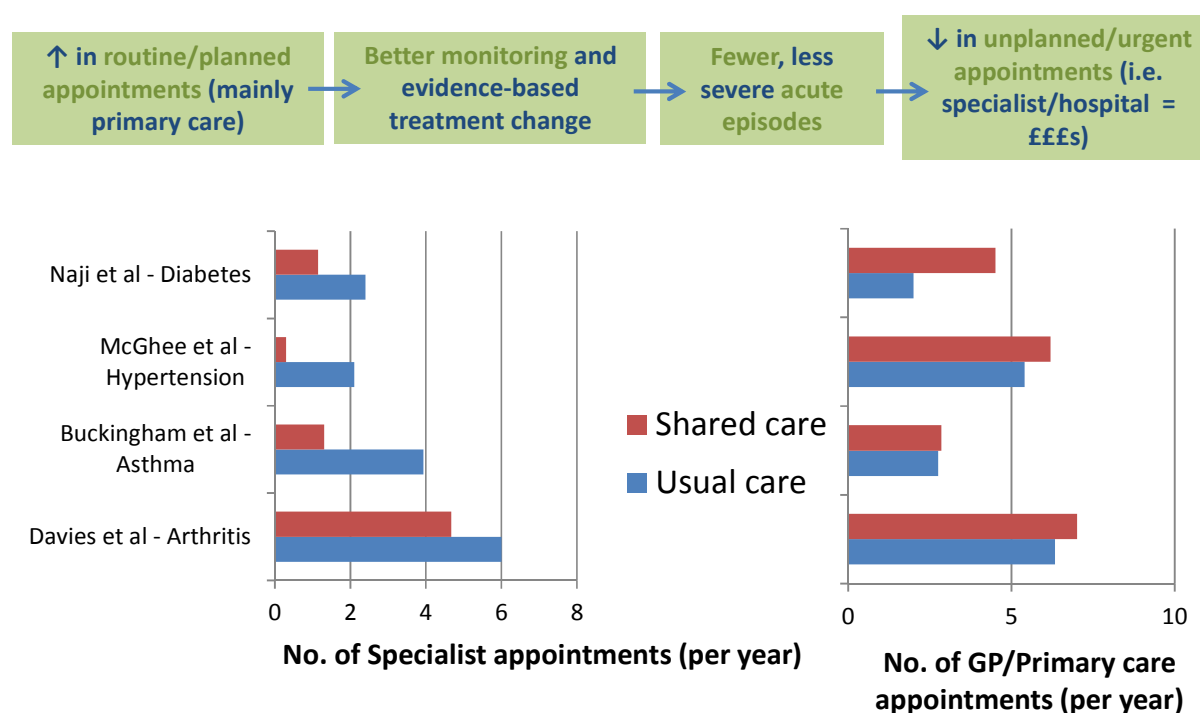 ↑ in routine/planned
appointments (mainly
primary care)
Better monitoring and
evidence-based
treatment change
Fewer, less
severe acute
episodes
↓ in unplanned/urgent
appointments (i.e.
specialist/hospital =
£££s)
Naji et al - Diabetes
McGhee et al -
Hypertension
Buckingham et al -
Asthma
Davies et al - Arthritis
0 2 4 6 8
No. of Specialist appointments (per year)
Shared care
Usual care
0 5 10
No. of GP/Primary care
appointments (per year)